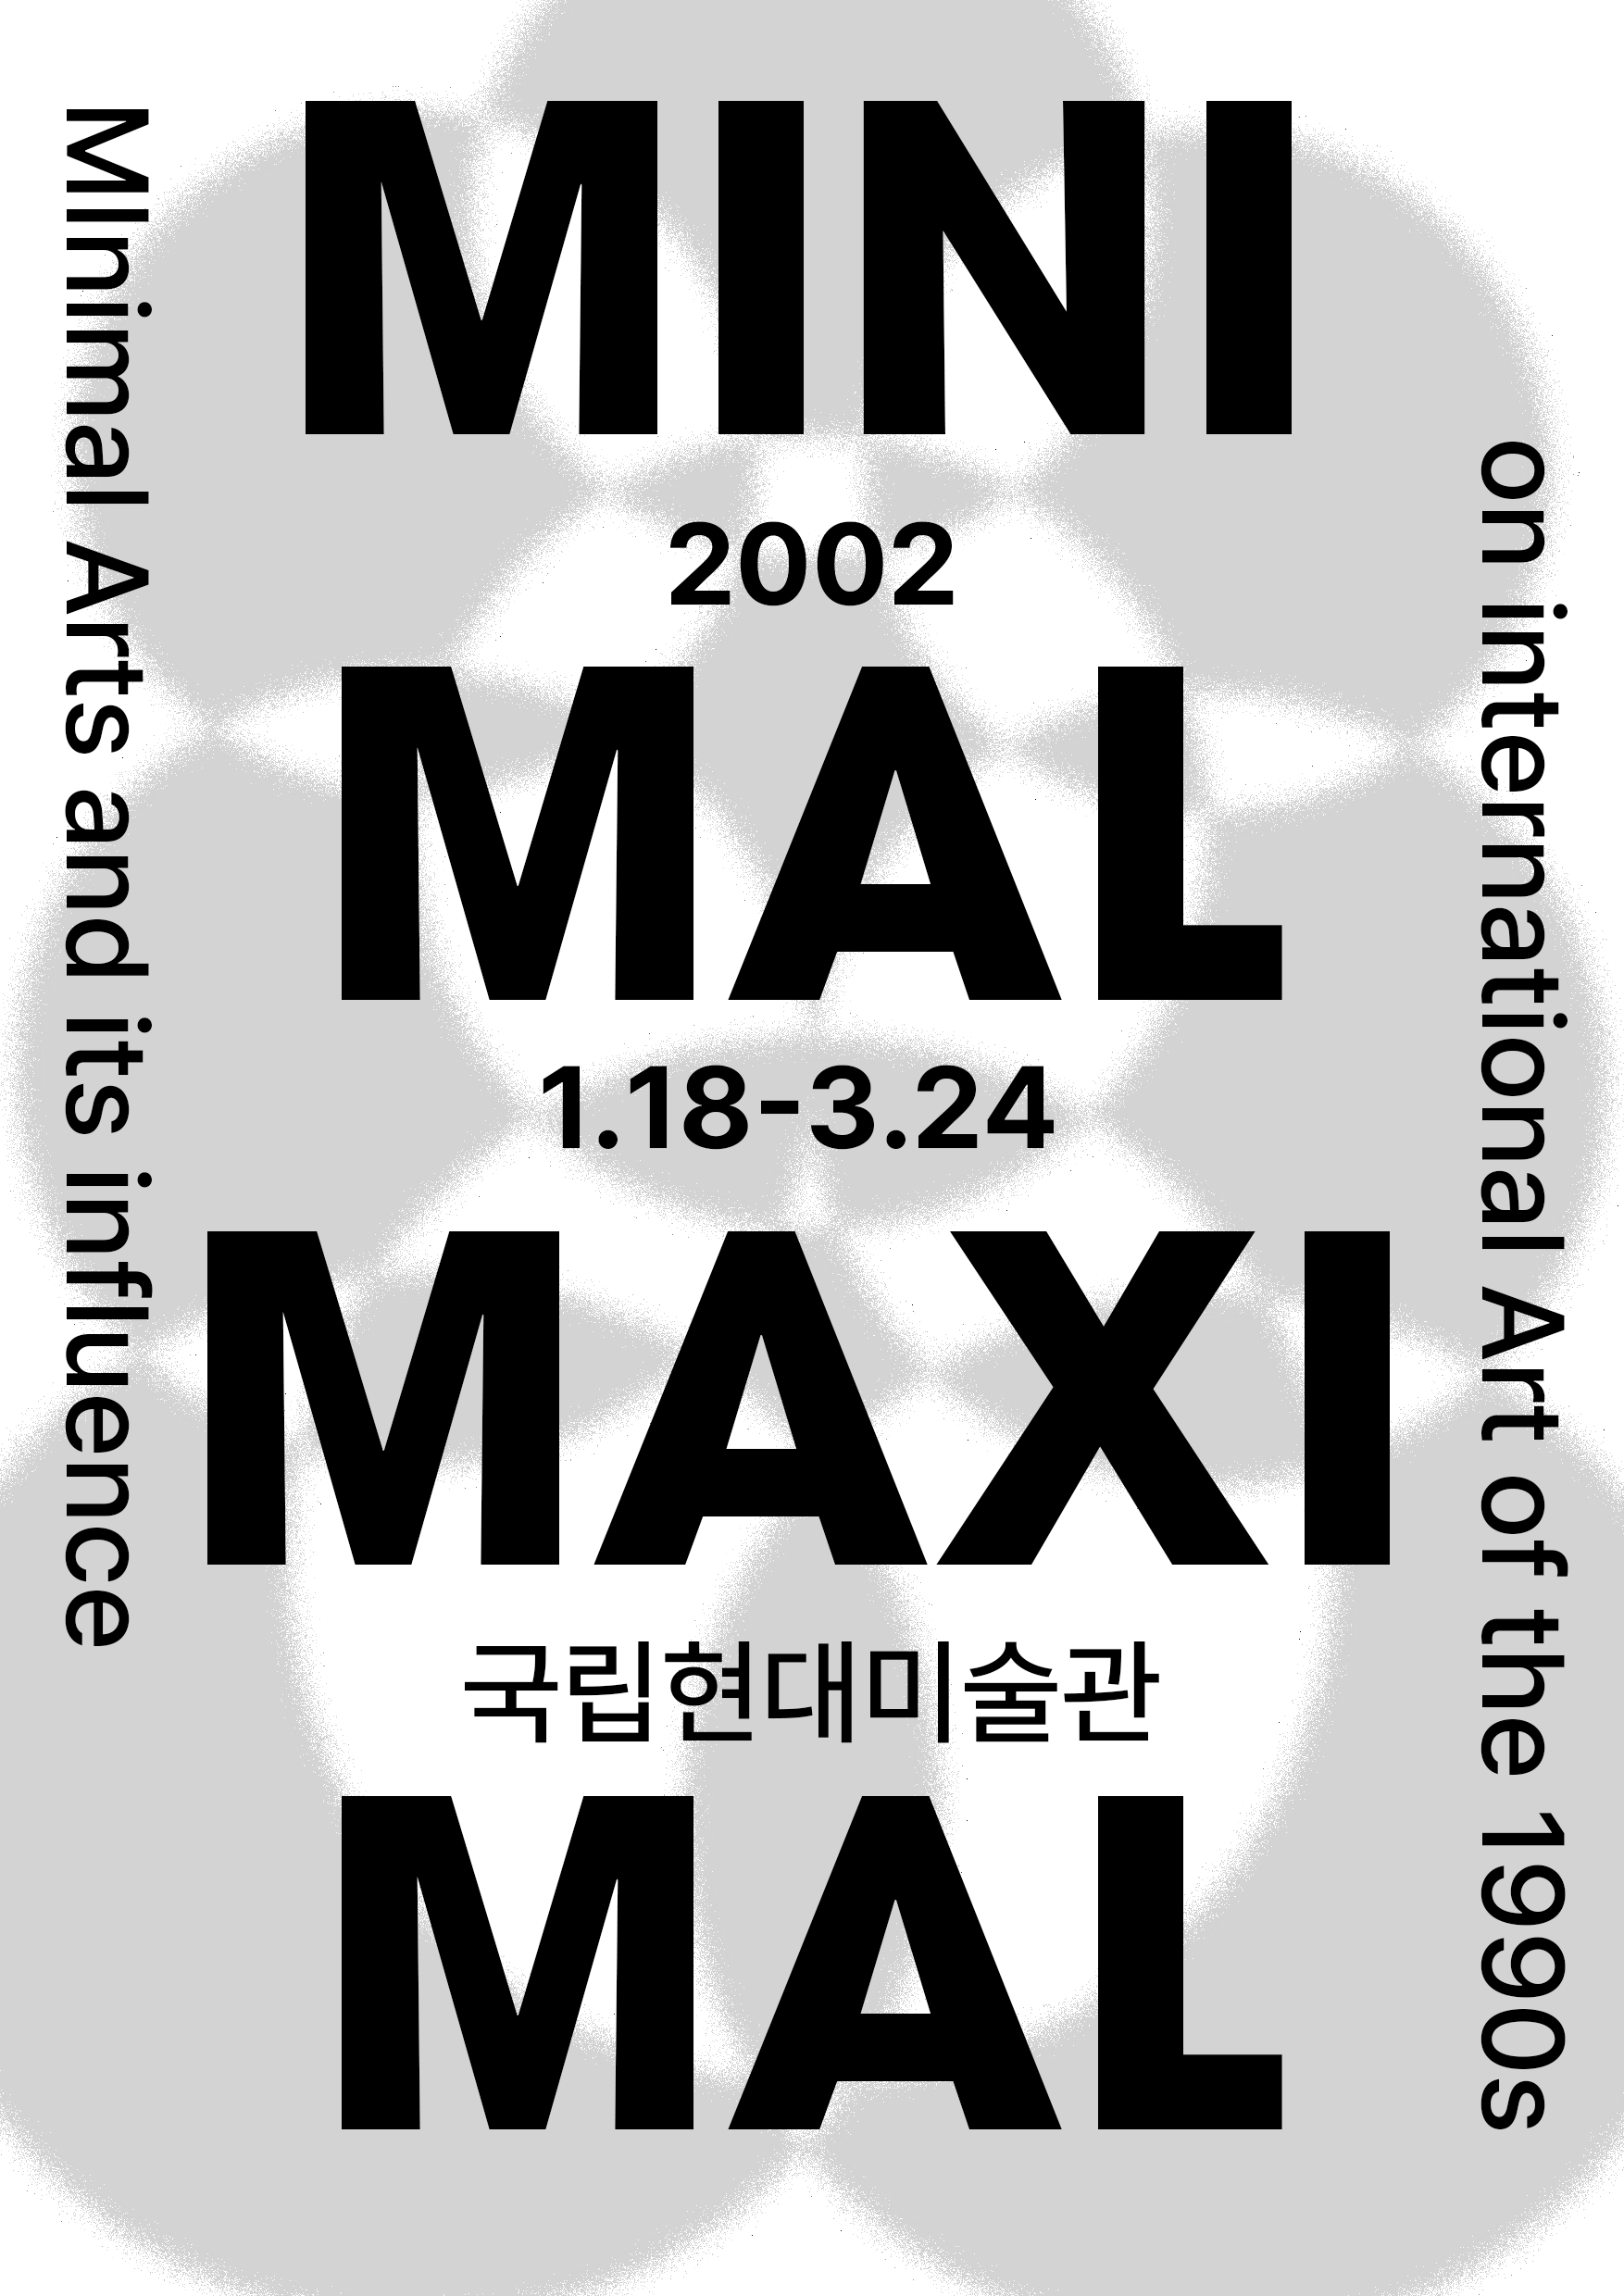 MINI
2002
MAL
1.18-3.24
MAXI
국립현대미술관
MAL
MInimal Arts and its influence
on international Art of the 1990s